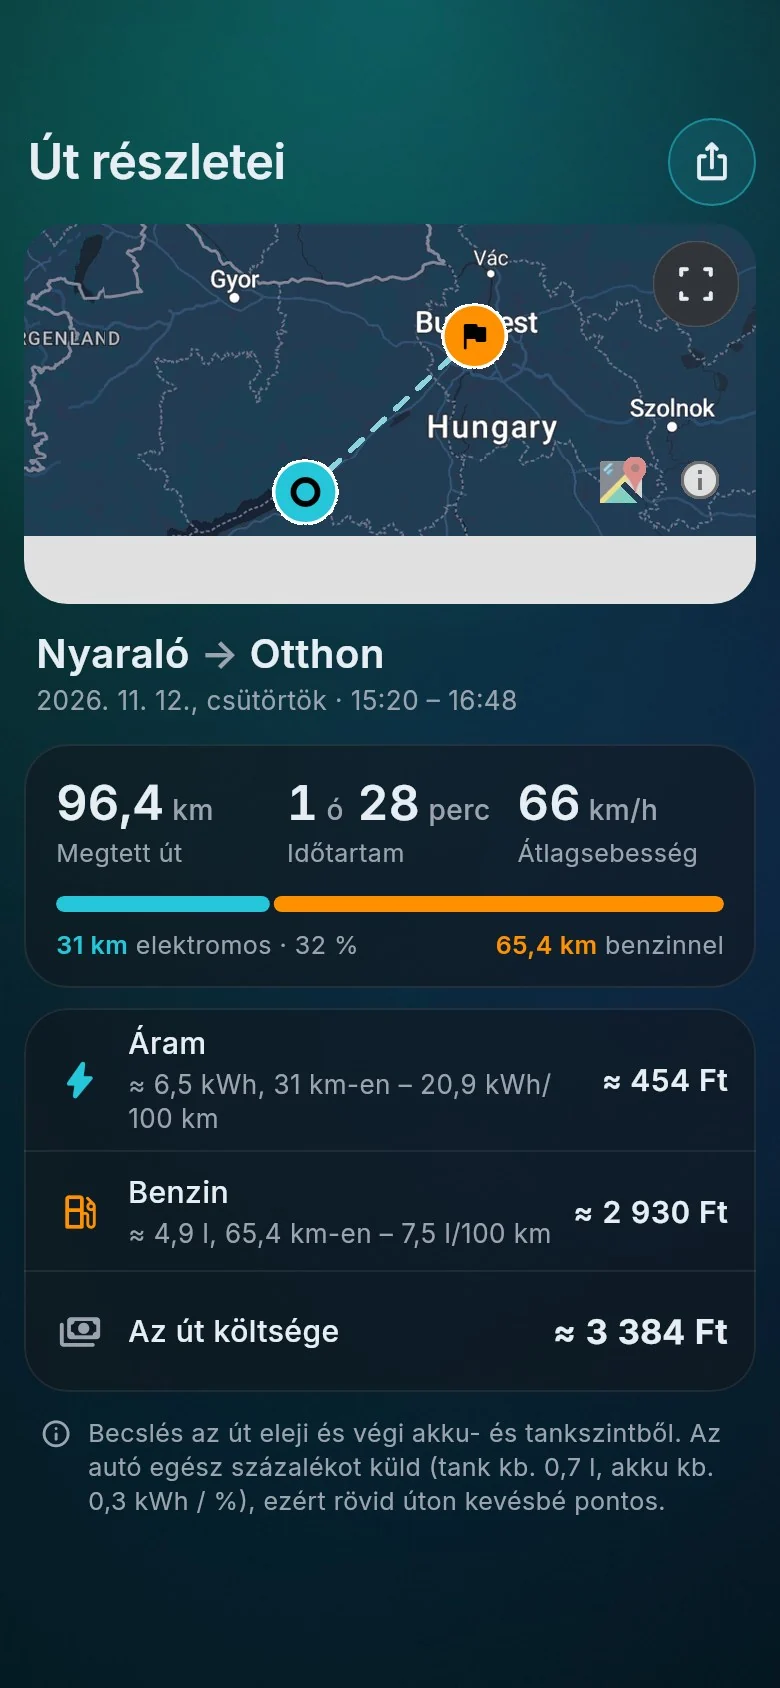 Út részletei
Vác
Gyor
RGENLAND
Hungary
Szolnok
Nyaraló → Otthon
2026. 11. 12., csütörtök · 15:20 – 16:48
96,4 km 1 ó 28 perc 66 km/h
Megtett út Időtartam Átlagsebesség
31 km elektromos · 32 % 65,4 km benzinnel
Áram
≈ 6,5 kWh, 31 km-en – 20,9 kWh/
100 km
≈ 454 Ft
Benzin
≈ 4,9 l, 65,4 km-en – 7,5 l/100 km
≈ 2 930 Ft
Az út költsége ≈ 3 384 Ft
Becslés az út eleji és végi akku- és tankszintből. Az
autó egész százalékot küld (tank kb. 0,7 l, akku kb.
0,3 kWh / %), ezért rövid úton kevésbé pontos.